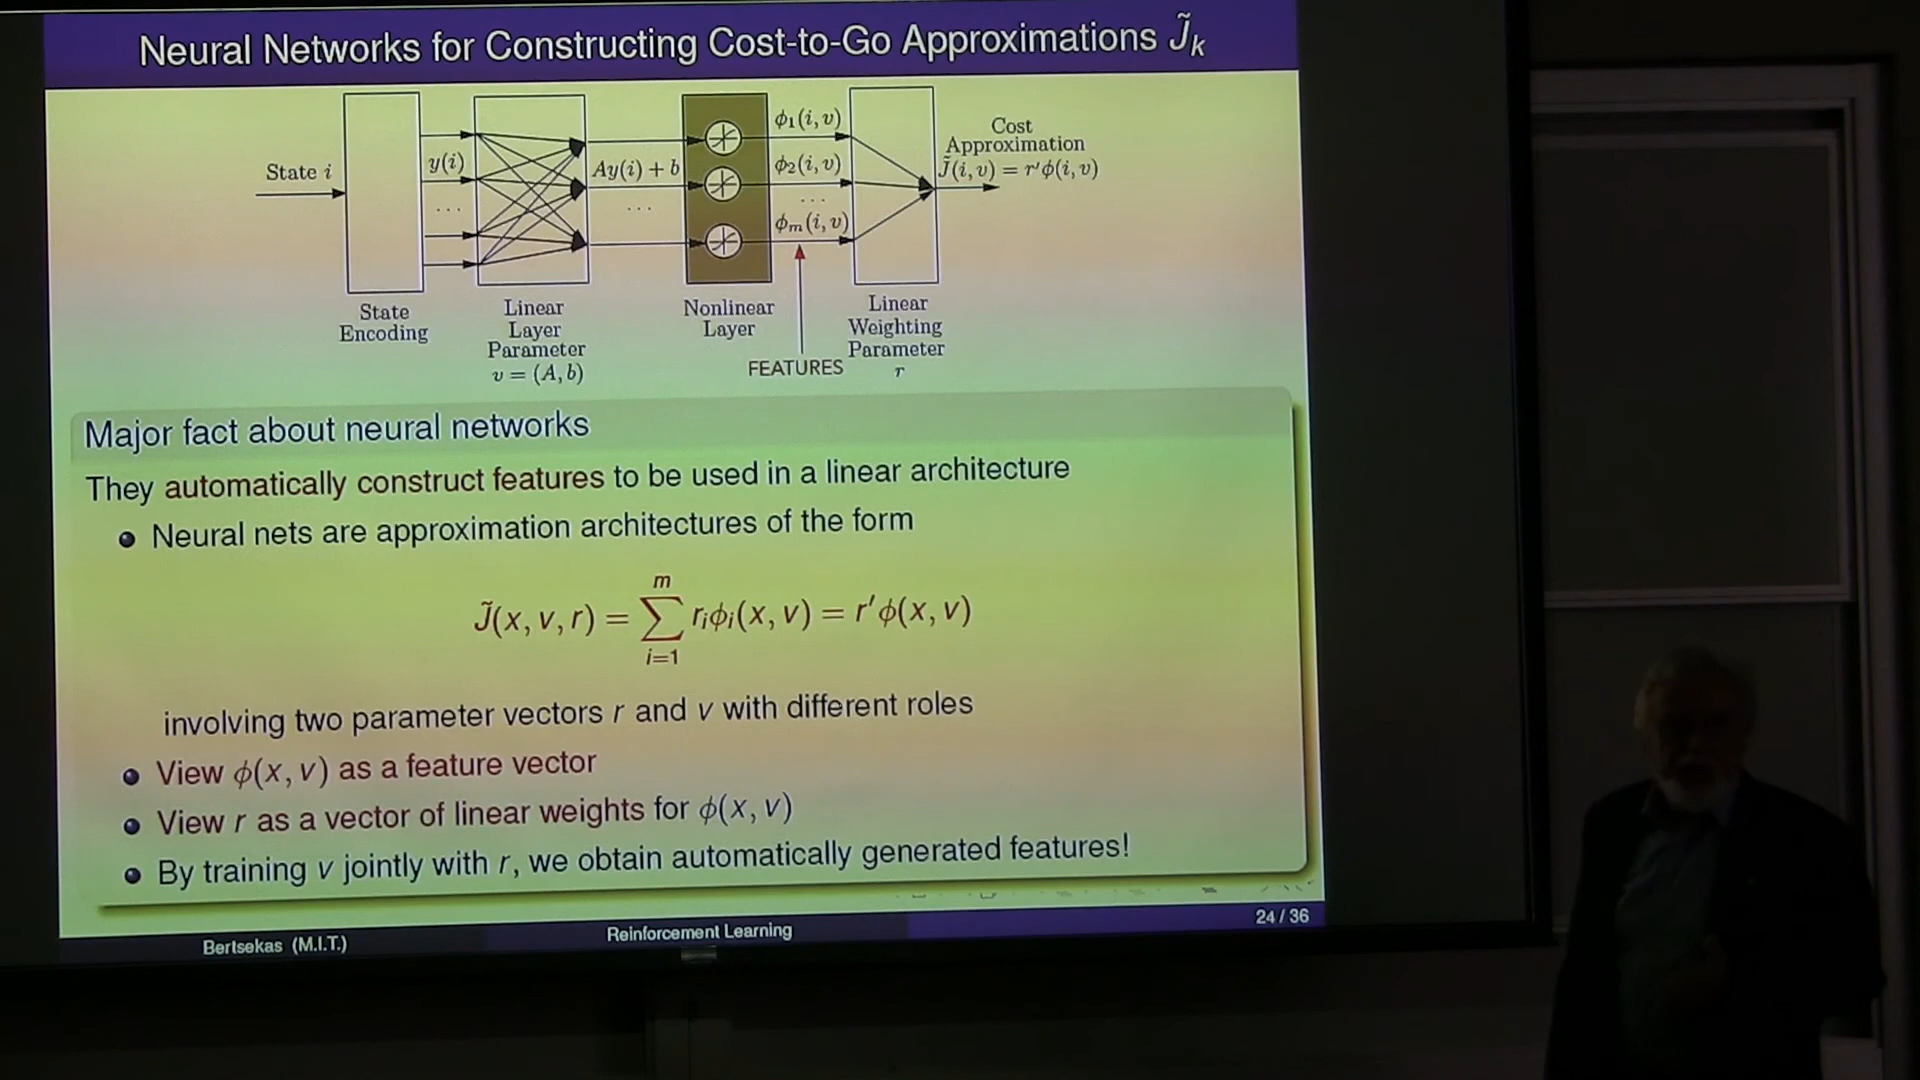 Neural Networks for Constructing Cost-to-Go Approximations J̃ₖ
State i
y(i)
. . .
Ay(i) + b
. . .
ϕ₁(i, v)
ϕ₂(i, v)
. . .
ϕₘ(i, v)
Cost
Approximation
J̃(i, v) = r′ϕ(i, v)
State
Encoding
Linear
Layer
Parameter
v = (A, b)
Nonlinear
Layer
FEATURES
Linear
Weighting
Parameter
r
Major fact about neural networks
They automatically construct features to be used in a linear architecture
Neural nets are approximation architectures of the form
J̃(x, v, r) = ∑ᵢ₌₁ᵐ rᵢϕᵢ(x, v) = r′ϕ(x, v)
involving two parameter vectors r and v with different roles
View ϕ(x, v) as a feature vector
View r as a vector of linear weights for ϕ(x, v)
By training v jointly with r, we obtain automatically generated features!
Bertsekas (M.I.T.)
Reinforcement Learning
24 / 36